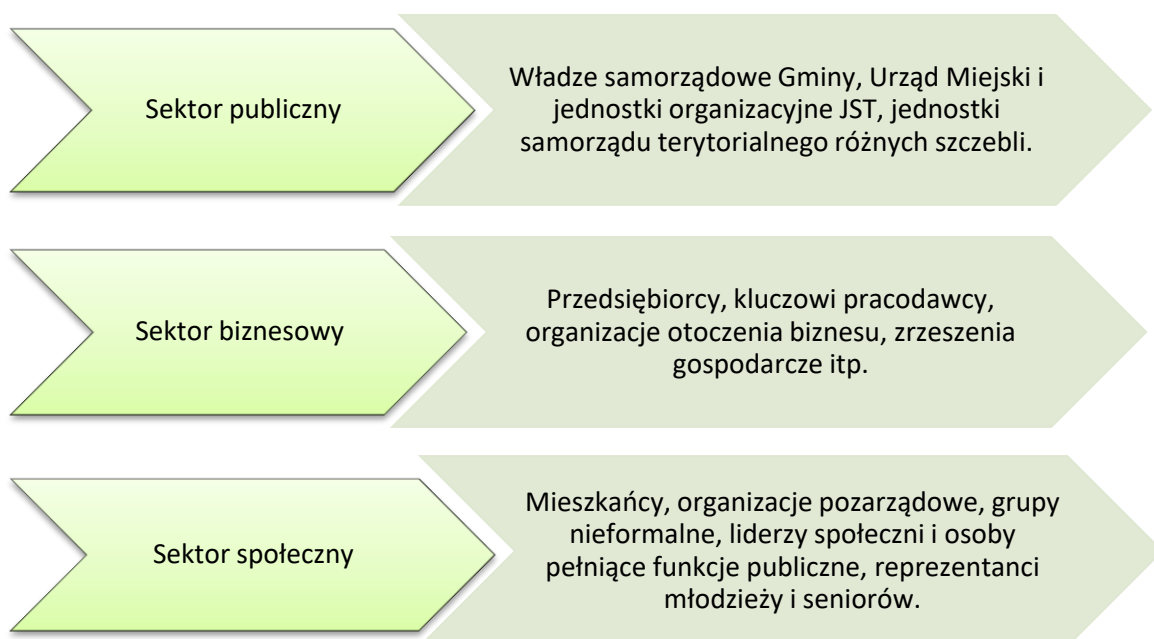 Sektor publiczny
Władze samorządowe Gminy, Urząd Miejski i
jednostki organizacyjne JST, jednostki
samorządu terytorialnego różnych szczebli.
Sektor biznesowy
Przedsiębiorcy, kluczowi pracodawcy,
organizacje otoczenia biznesu, zrzeszenia
gospodarcze itp.
Sektor społeczny
Mieszkańcy, organizacje pozarządowe, grupy
nieformalne, liderzy społeczni i osoby
pełniące funkcje publiczne, reprezentanci
młodzieży i seniorów.